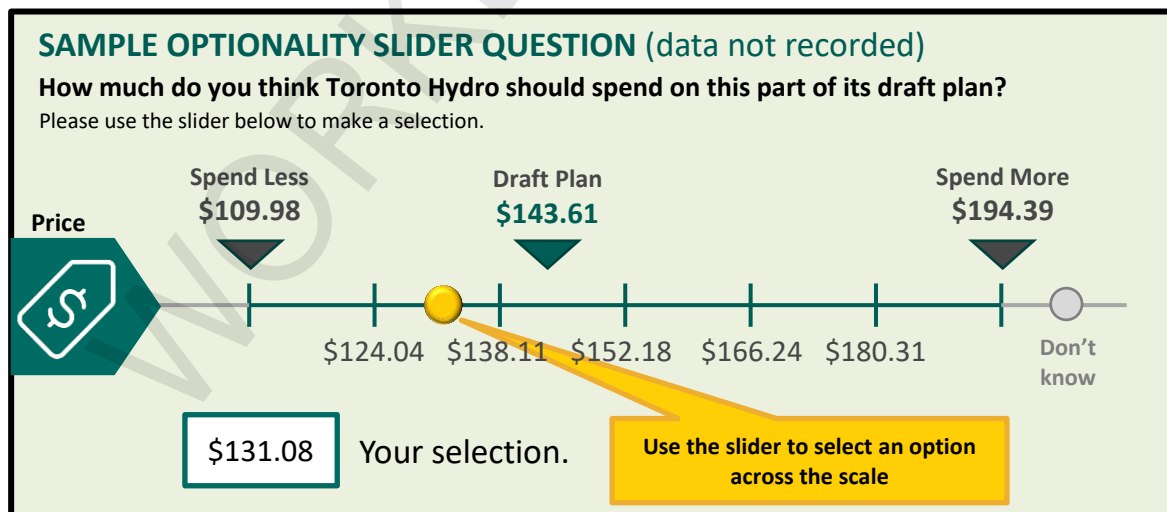 SAMPLE OPTIONALITY SLIDER QUESTION (data not recorded)
How much do you think Toronto Hydro should spend on this part of its draft plan?
Please use the slider below to make a selection.
Spend Less
$109.98
Draft Plan
$143.61
Spend More
$194.39
Price
$
$124.04 $138.11 $152.18 $166.24 $180.31
Don't
know
$131.08 Your selection.
Use the slider to select an option
across the scale